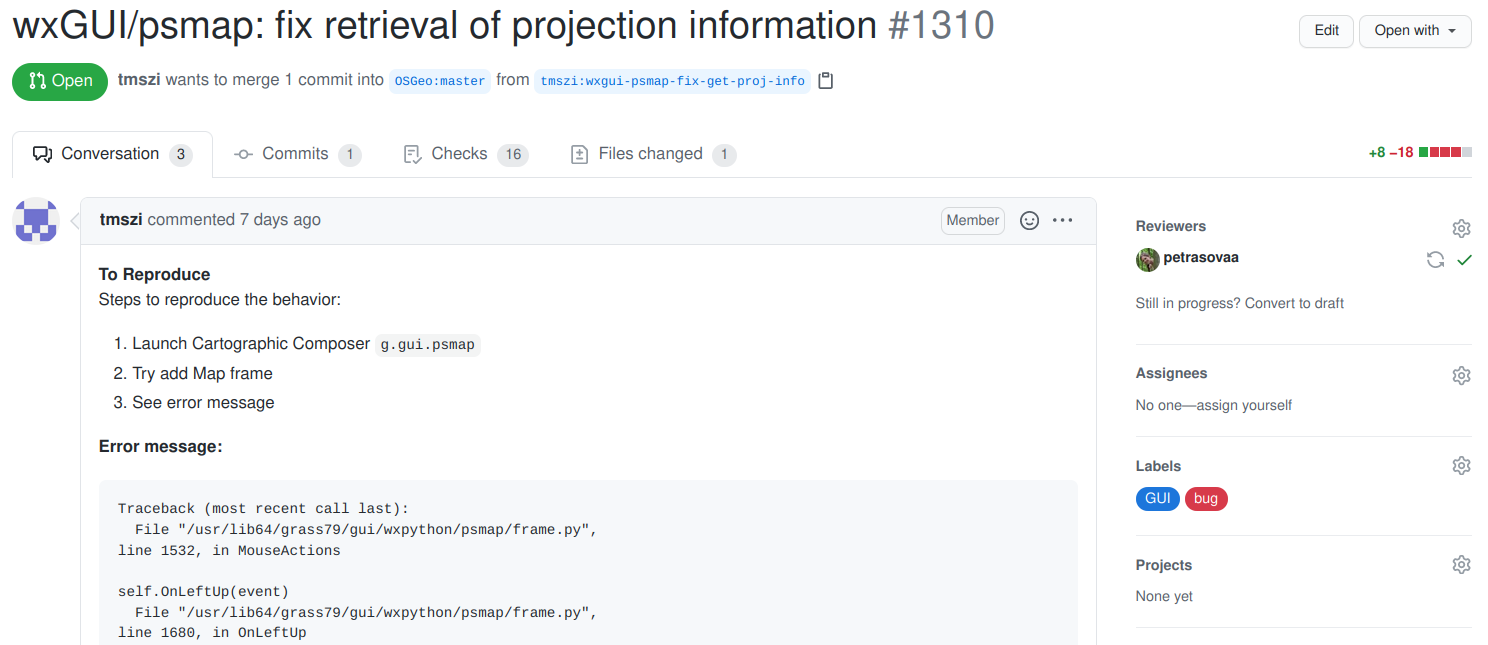 wxGUI/psmap: fix retrieval of projection information #1310
Edit
Open with
Open
tmszi wants to merge 1 commit into OSGeo:master from tmszi:wxgui-psmap-fix-get-proj-info
Conversation 3
Commits 1
Checks 16
Files changed 1
+8 −18
tmszi commented 7 days ago
Member
To Reproduce
Steps to reproduce the behavior:
1. Launch Cartographic Composer g.gui.psmap
2. Try add Map frame
3. See error message
Error message:
Traceback (most recent call last):
File "/usr/lib64/grass79/gui/wxpython/psmap/frame.py",
line 1532, in MouseActions
self.OnLeftUp(event)
File "/usr/lib64/grass79/gui/wxpython/psmap/frame.py",
line 1680, in OnLeftUp
Reviewers
petrasovaa
Still in progress? Convert to draft
Assignees
No one—assign yourself
Labels
GUI bug
Projects
None yet